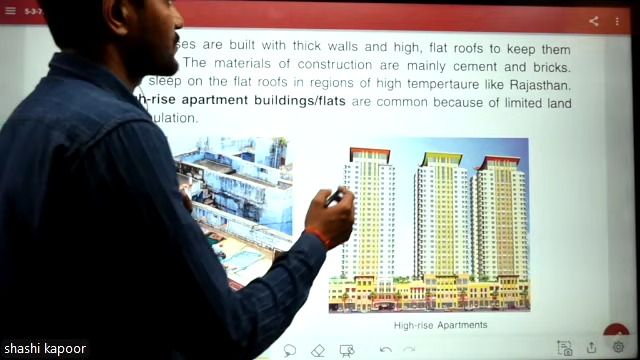 5-3-7
ses are built with thick walls and high, flat roofs to keep them
The materials of construction are mainly cement and bricks.
sleep on the flat roofs in regions of high tempertaure like Rajasthan.
h-rise apartment buildings/flats are common because of limited land
ulation.
High-rise Apartments
shashi kapoor